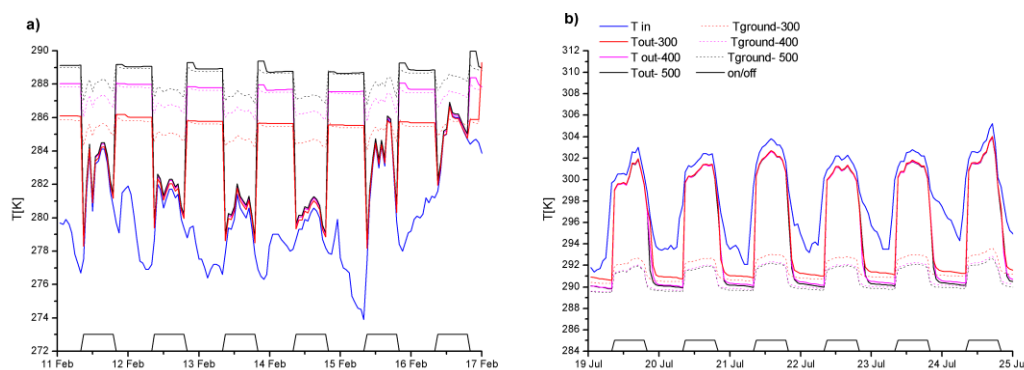 a)
T[K]
290
288
286
284
282
280
278
276
274
272
11 Feb 12 Feb 13 Feb 14 Feb 15 Feb 16 Feb 17 Feb
b)
T in
Tout-300
T out-400
Tout- 500
Tground-300
Tground-400
Tground- 500
on/off
T[K]
312
310
308
306
304
302
300
298
296
294
292
290
288
286
284
19 Jul 20 Jul 21 Jul 22 Jul 23 Jul 24 Jul 25 Jul